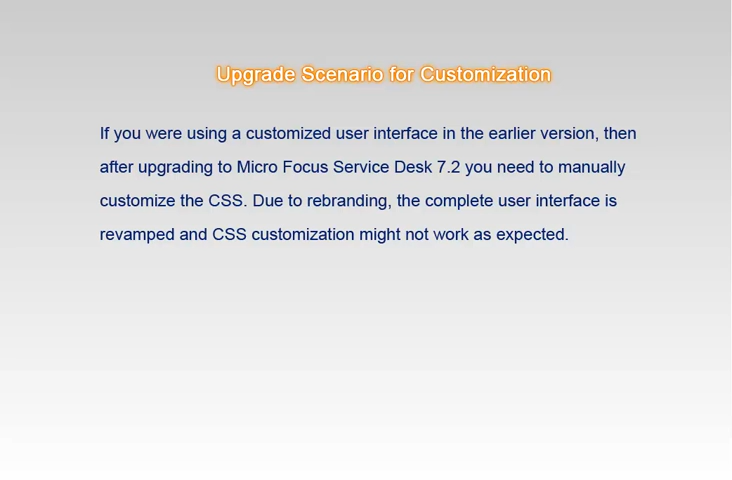 Upgrade Scenario for Customization
If you were using a customized user interface in the earlier version, then
after upgrading to Micro Focus Service Desk 7.2 you need to manually
customize the CSS. Due to rebranding, the complete user interface is
revamped and CSS customization might not work as expected.